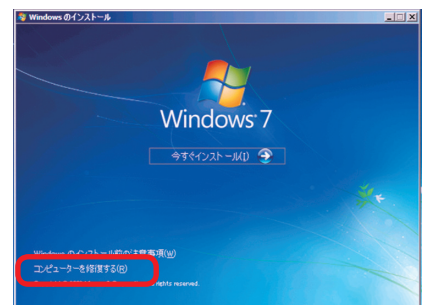 Windows のインストール
Windows 7
今すぐインストール(I)
Windows のインストール前の注意事項(W)
コンピューターを修復する(R)
rights reserved.